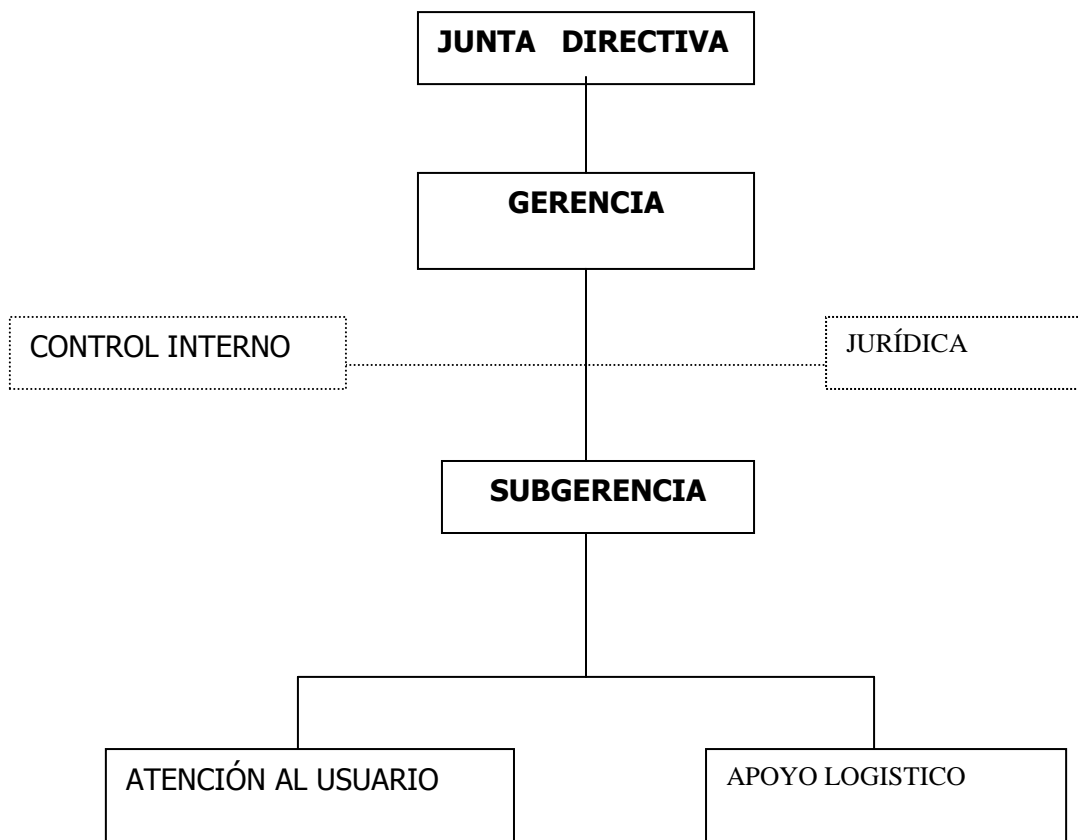 JUNTA DIRECTIVA
GERENCIA
CONTROL INTERNO
JURÍDICA
SUBGERENCIA
ATENCIÓN AL USUARIO
APOYO LOGISTICO